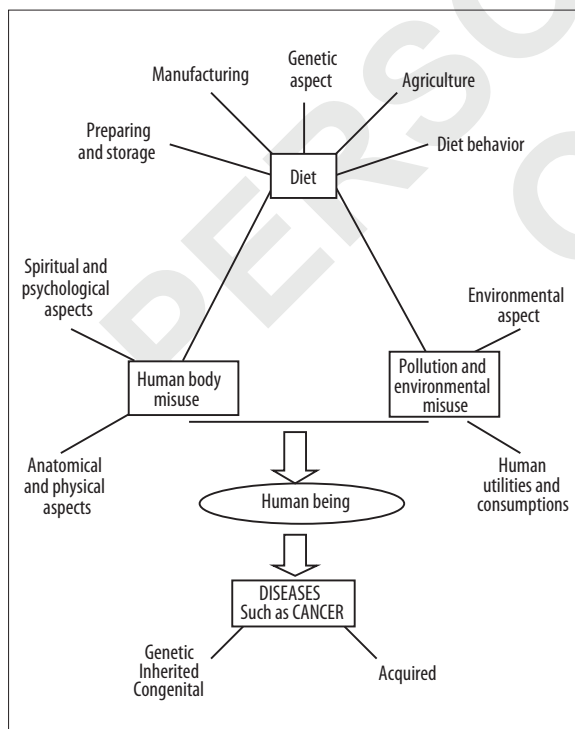 Genetic
aspect
Manufacturing
Agriculture
Preparing
and storage
Diet behavior
Diet
Spiritual and
psychological
aspects
Environmental
aspect
Human body
misuse
Pollution and
environmental
misuse
Anatomical
and physical
aspects
Human
utilities and
consumptions
Human being
DISEASES
Such as CANCER
Genetic
Inherited
Congenital
Acquired